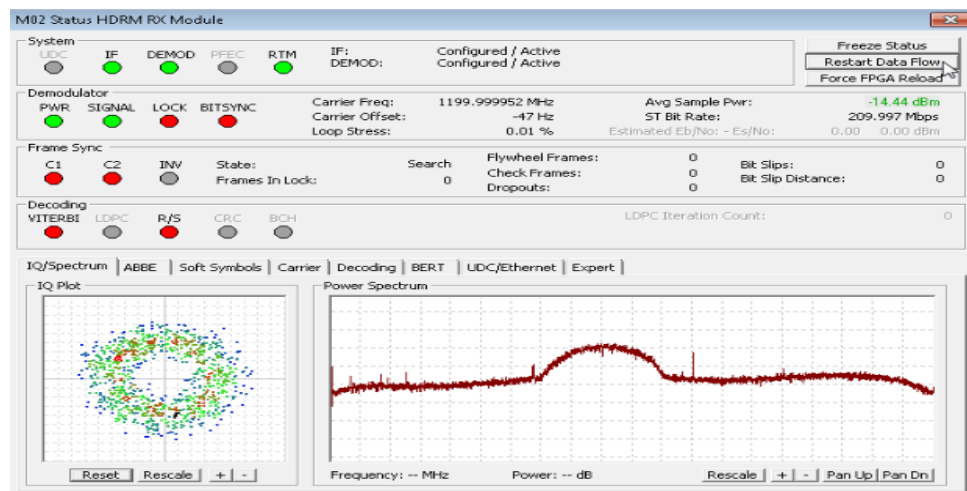 M02 Status HDRM RX Module
System
UDC IF DEMOD PFEC RTM
IF: Configured / Active
DEMOD: Configured / Active
Freeze Status
Restart Data Flow
Force FPGA Reload
Demodulator
PWR SIGNAL LOCK BITSYNC
Carrier Freq: 1199.999952 MHz
Carrier Offset: -47 Hz
Loop Stress: 0.01 %
Avg Sample Pwr: -14.44 dBm
ST Bit Rate: 209.997 Mbps
Estimated Eb/No: - Es/No: 0.00 0.00 dBm
Frame Sync
C1 C2 INV
State: Search
Frames In Lock: 0
Flywheel Frames: 0
Check Frames: 0
Dropouts: 0
Bit Slips: 0
Bit Slip Distance: 0
Decoding
VITERBI LDPC R/S CRC BCH
LDPC Iteration Count: 0
IQ/Spectrum ABBE Soft Symbols Carrier Decoding BERT UDC/Ethernet Expert
IQ Plot
Power Spectrum
Reset Rescale + -
Frequency: -- MHz Power: -- dB Rescale + - Pan Up Pan Dn